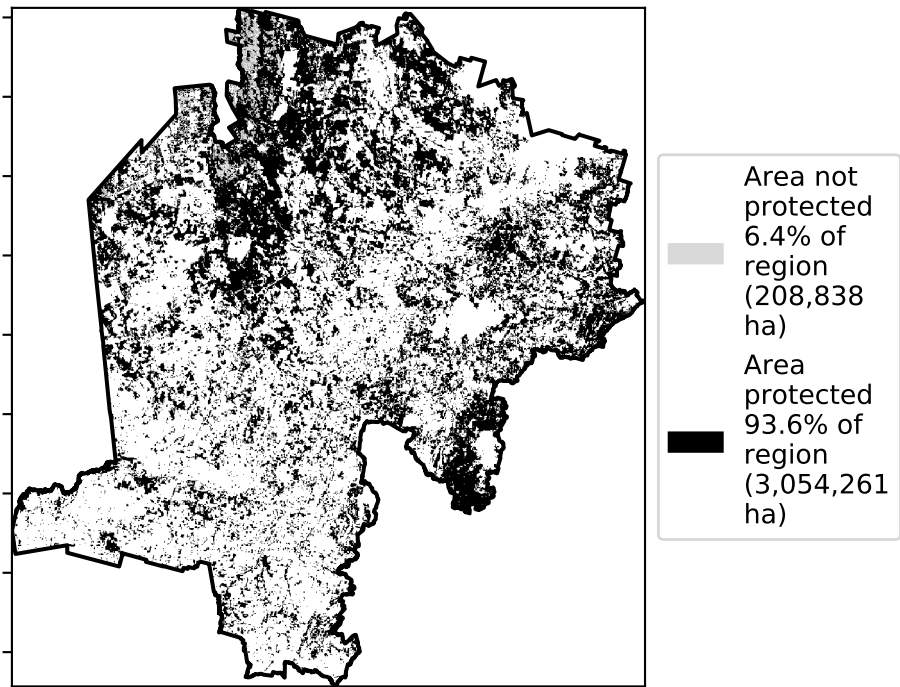 Area not
protected
6.4% of
region
(208,838
ha)
Area
protected
93.6% of
region
(3,054,261
ha)